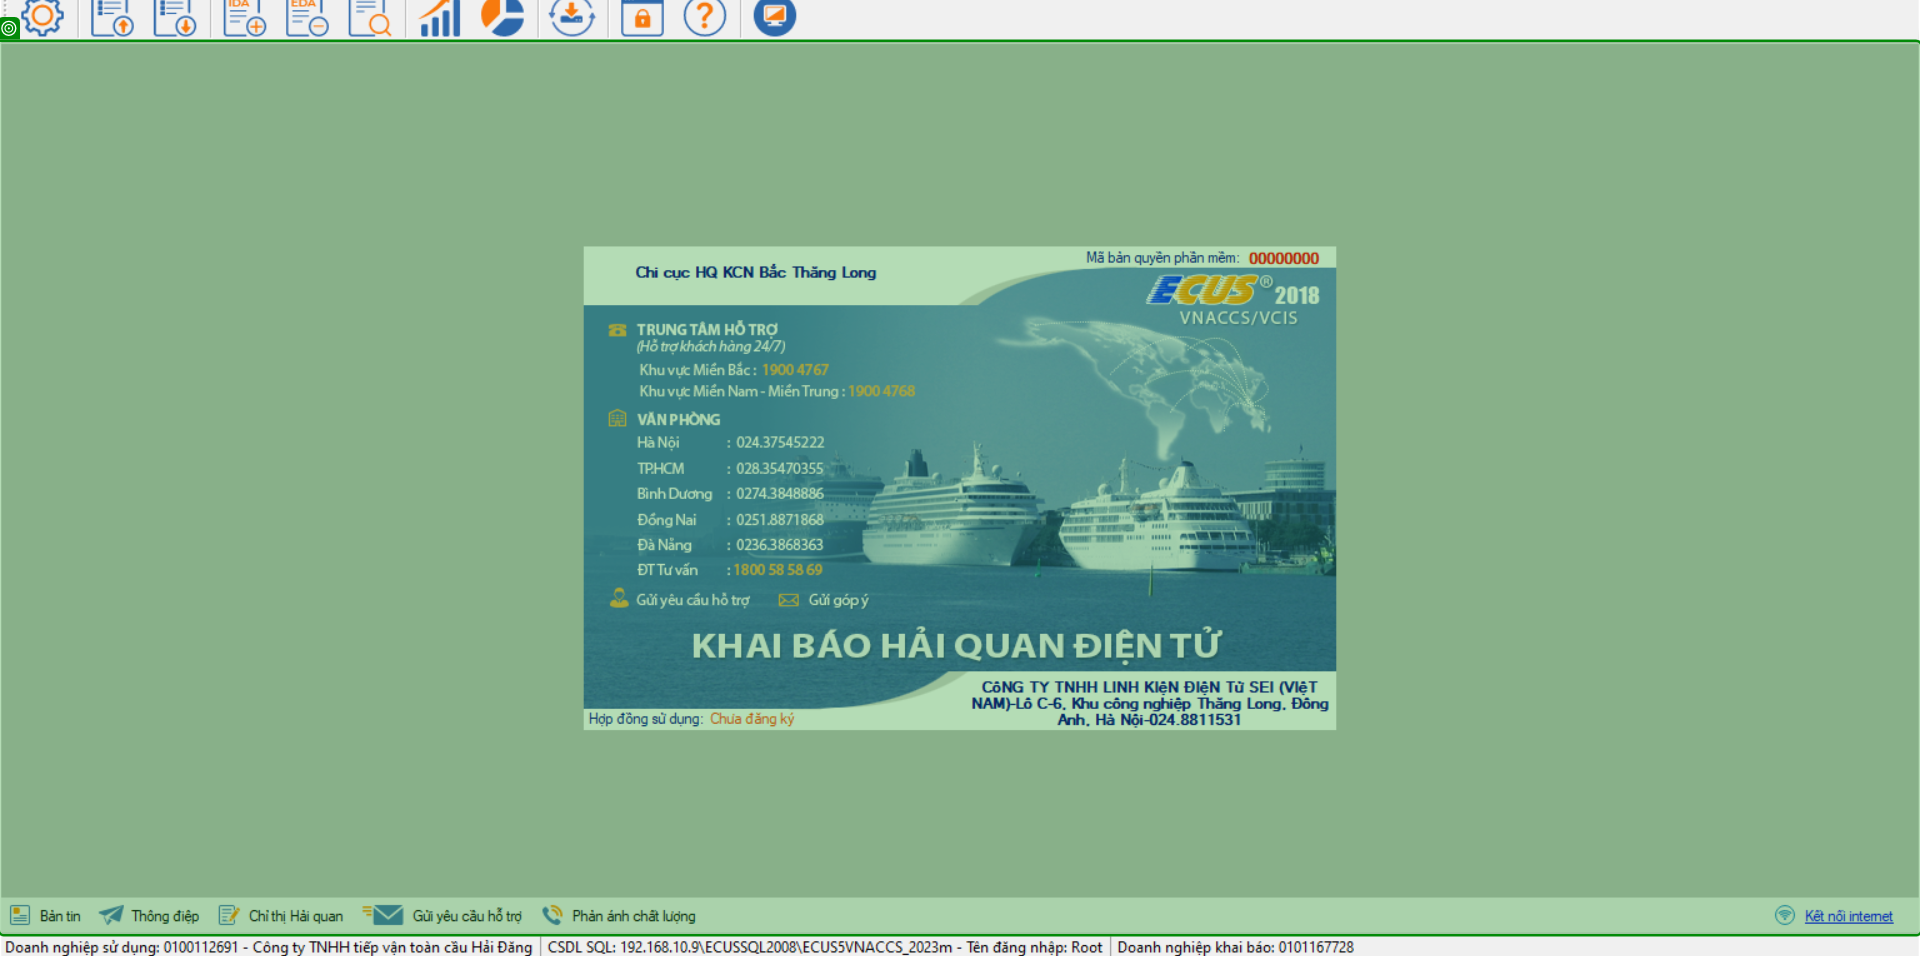 IDA
EDA
Chi cục HQ KCN Bắc Thăng Long
Mã bản quyền phần mềm: 00000000
ECUS® 2018
VNACCS/VCIS
TRUNG TÂM HỖ TRỢ
(Hỗ trợ khách hàng 24/7)
Khu vực Miền Bắc : 1900 4767
Khu vực Miền Nam - Miền Trung : 1900 4768
VĂN PHÒNG
Hà Nội : 024.37545222
TP.HCM : 028.35470355
Bình Dương : 0274.3848886
Đồng Nai : 0251.8871868
Đà Nẵng : 0236.3868363
ĐT Tư vấn : 1800 58 58 69
Gửi yêu cầu hỗ trợ Gửi góp ý
KHAI BÁO HẢI QUAN ĐIỆN TỬ
CôNG TY TNHH LINH KIệN ĐIệN Tử SEI (VIệT
NAM)-Lô C-6, Khu công nghiệp Thăng Long, Đông
Anh, Hà Nội-024.8811531
Hợp đồng sử dụng: Chưa đăng ký
Bản tin Thông điệp Chỉ thị Hải quan Gửi yêu cầu hỗ trợ Phản ánh chất lượng Kết nối internet
Doanh nghiệp sử dụng: 0100112691 - Công ty TNHH tiếp vận toàn cầu Hải Đăng CSDL SQL: 192.168.10.9\ECUSSQL2008\ECUS5VNACCS_2023m - Tên đăng nhập: Root Doanh nghiệp khai báo: 0101167728